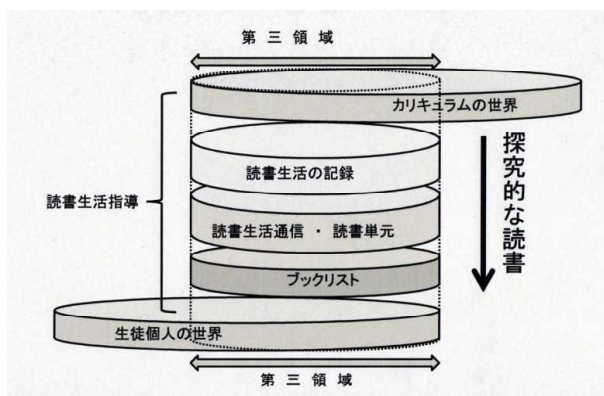 第三領域
カリキュラムの世界
読書生活の記録
読書生活指導
読書生活通信 ・ 読書単元
ブックリスト
生徒個人の世界
第三領域
探究的な読書